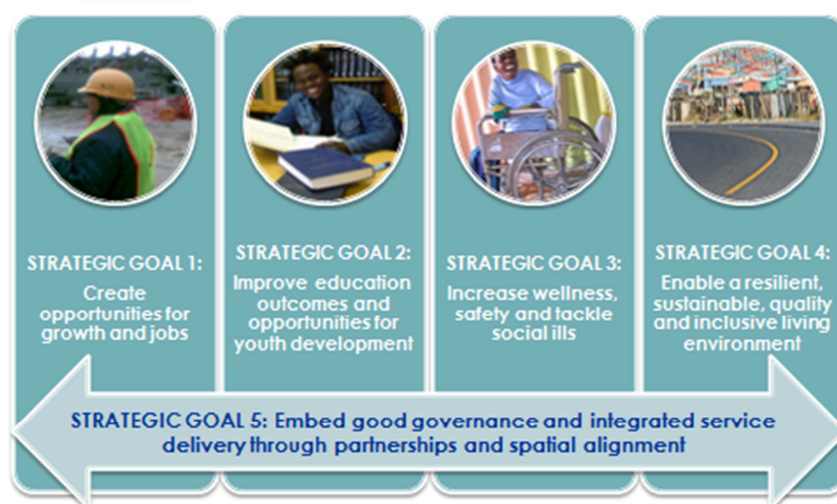 STRATEGIC GOAL 1:
Create
opportunities for
growth and jobs
STRATEGIC GOAL 2:
Improve education
outcomes and
opportunities for
youth development
STRATEGIC GOAL 3:
Increase wellness,
safety and tackle
social ills
STRATEGIC GOAL 4:
Enable a resilient,
sustainable, quality
and inclusive living
environment
STRATEGIC GOAL 5: Embed good governance and integrated service
delivery through partnerships and spatial alignment